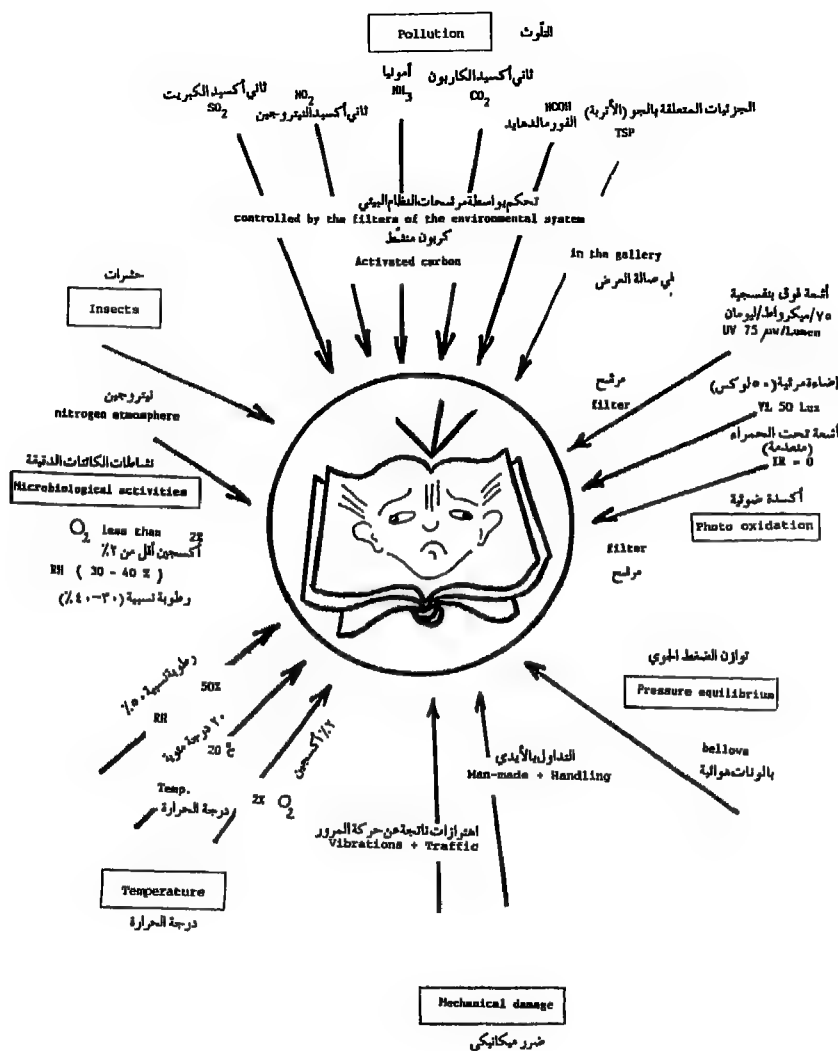 Pollution
التلوث
ثاني أكسيد الكبريت
SO2
NO2
ثاني أكسيد النيتروجين
أمونيا
NH3
ثاني أكسيد الكاربون
CO2
HCOH
الفورمالدهايد
الجزئيات المتعلقة بالجو (الأتربة)
TSP
تحكم بواسطة مرشحات النظام البيئي
controlled by the filters of the environmental system
كربون منشط
Activated carbon
in the gallery
في صالة العرض
حشرات
Insects
نيتروجين
nitrogen atmosphere
نشاطات الكائنات الدقيقة
Microbiological activities
O2 less than 2%
أكسجين أقل من ٢٪
RH ( 30 - 40 % )
رطوبة نسبية (٣٠-٤٠٪)
أشعة فوق بنفسجية
٧٥/ميكرواط/ليومان
UV 75 µw/Lumen
مرشح
filter
إضاءة مرئية (٥٠ لوكس)
VL 50 Lux
أشعة تحت الحمراء
(منعدمة)
IR = 0
أكسدة ضوئية
Photo oxidation
filter
مرشح
توازن الضغط الجوي
Pressure equilibrium
bellows
بالونات هوائية
رطوبة نسبية ٥٠٪
RH 50%
٢٠ درجة مئوية
20 °C
Temp.
درجة الحرارة
٢٪ أكسجين
2% O2
Temperature
درجة الحرارة
التداول بالأيدي
Man-made + Handling
اهتزازات ناتجة عن حركة المرور
Vibrations + Traffic
Mechanical damage
ضرر ميكانيكي